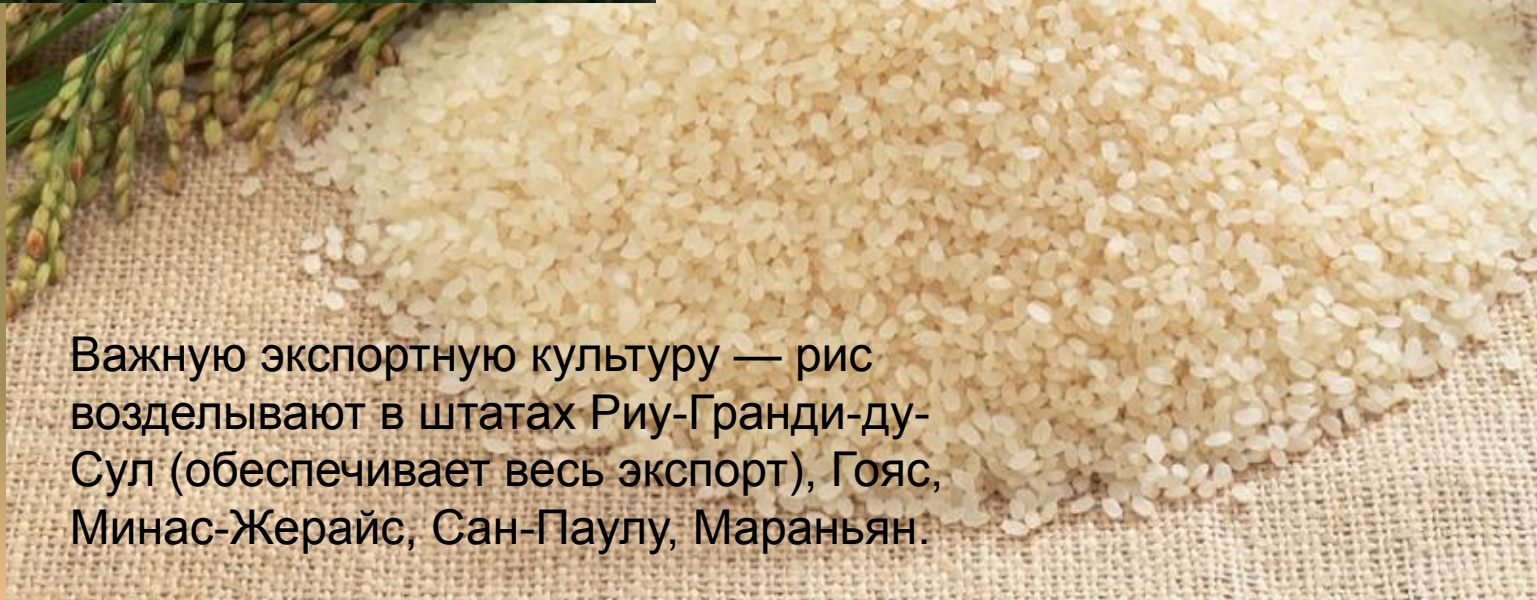 Важную экспортную культуру — рис
возделывают в штатах Риу-Гранди-ду-
Сул (обеспечивает весь экспорт), Гояс,
Минас-Жерайс, Сан-Паулу, Мараньян.